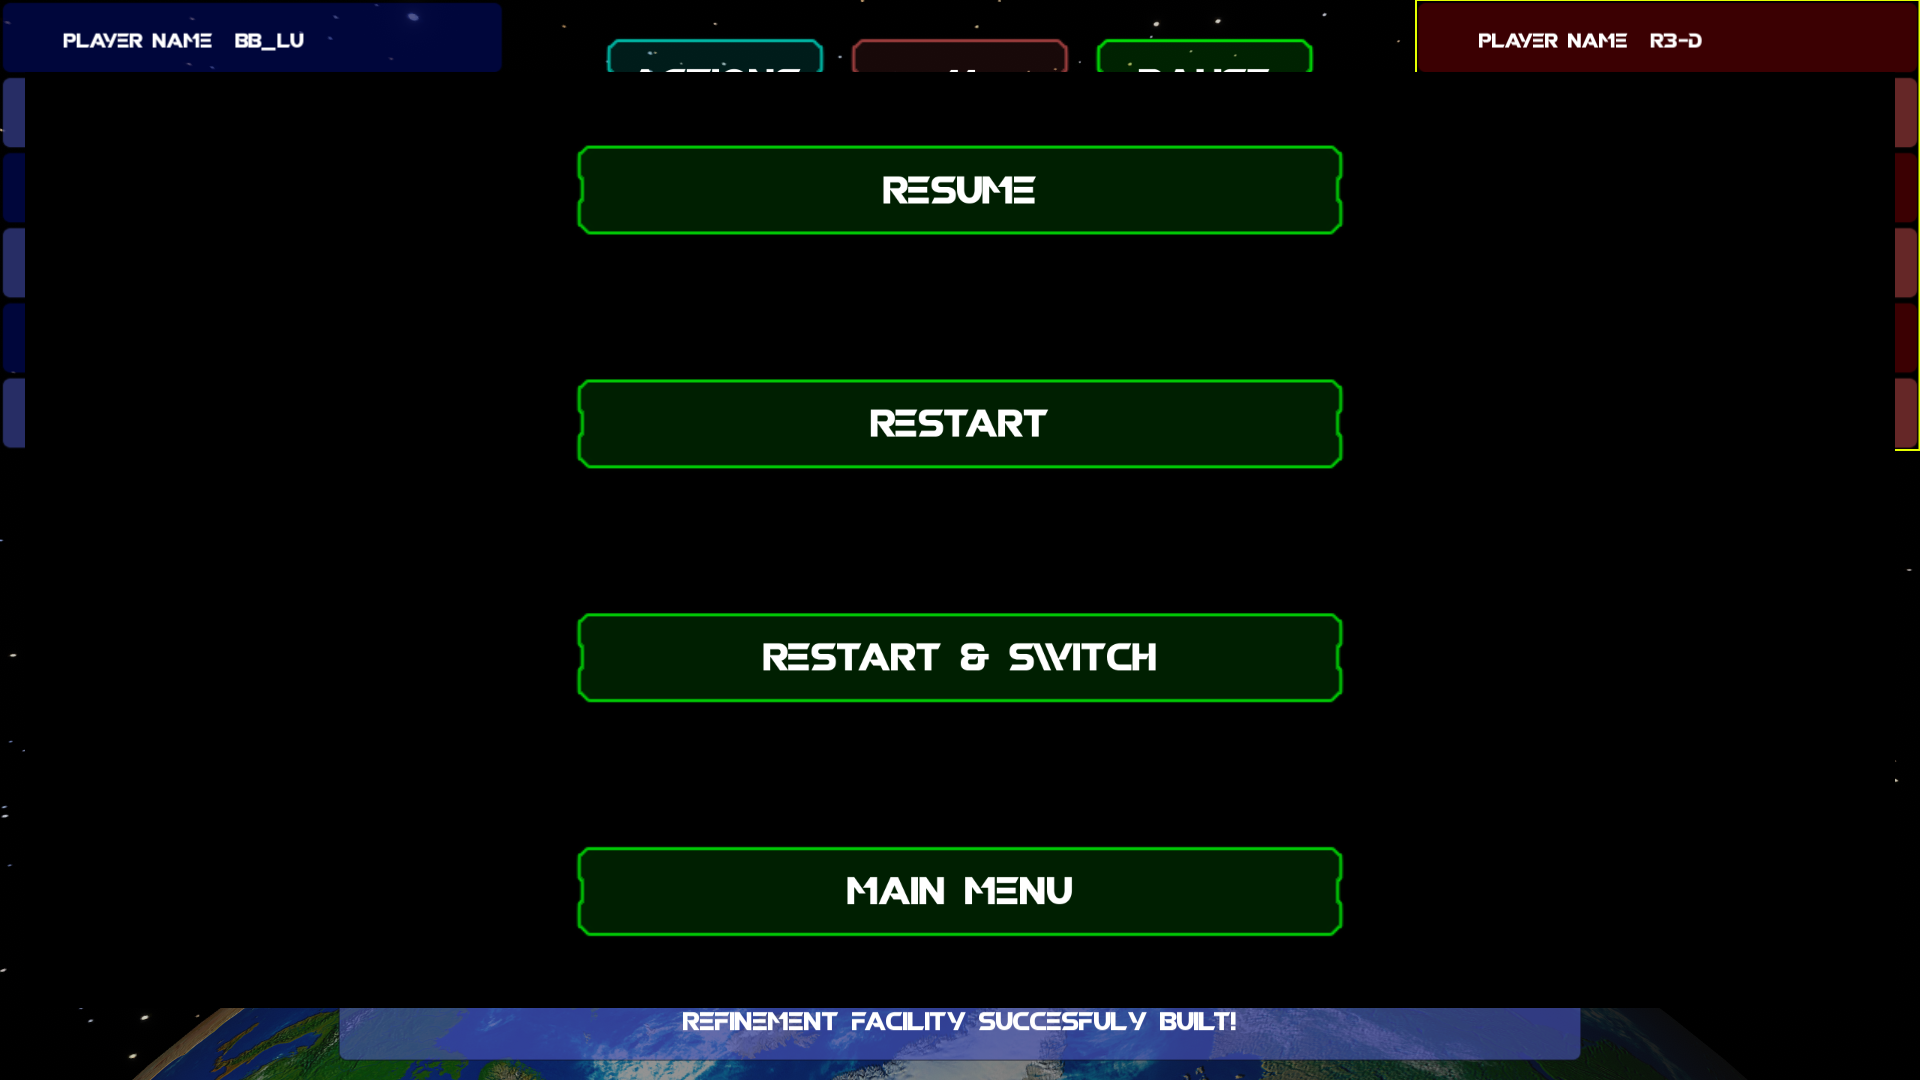 PLAYER NAME BB_LU
PLAYER NAME R3-D
RESUME
RESTART
RESTART & SWITCH
MAIN MENU
REFINEMENT FACILITY SUCCESFULY BUILT!